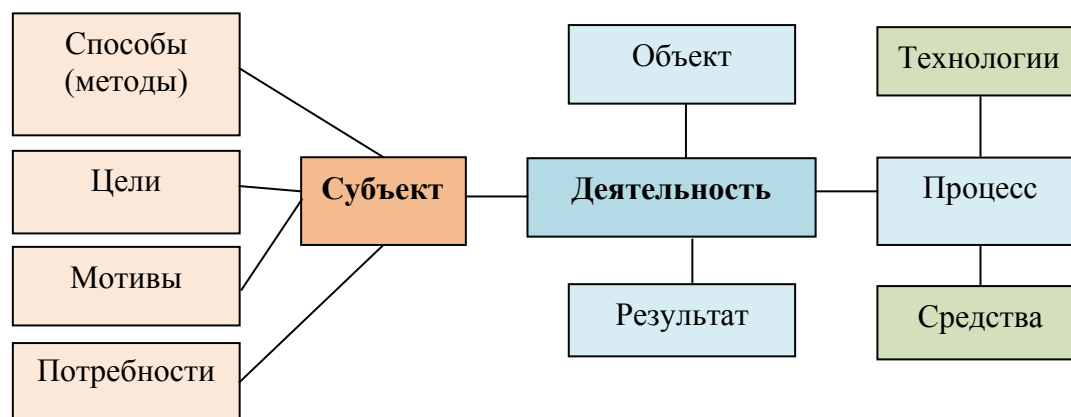 Способы
(методы)
Цели
Мотивы
Потребности
Субъект
Объект
Деятельность
Результат
Технологии
Процесс
Средства